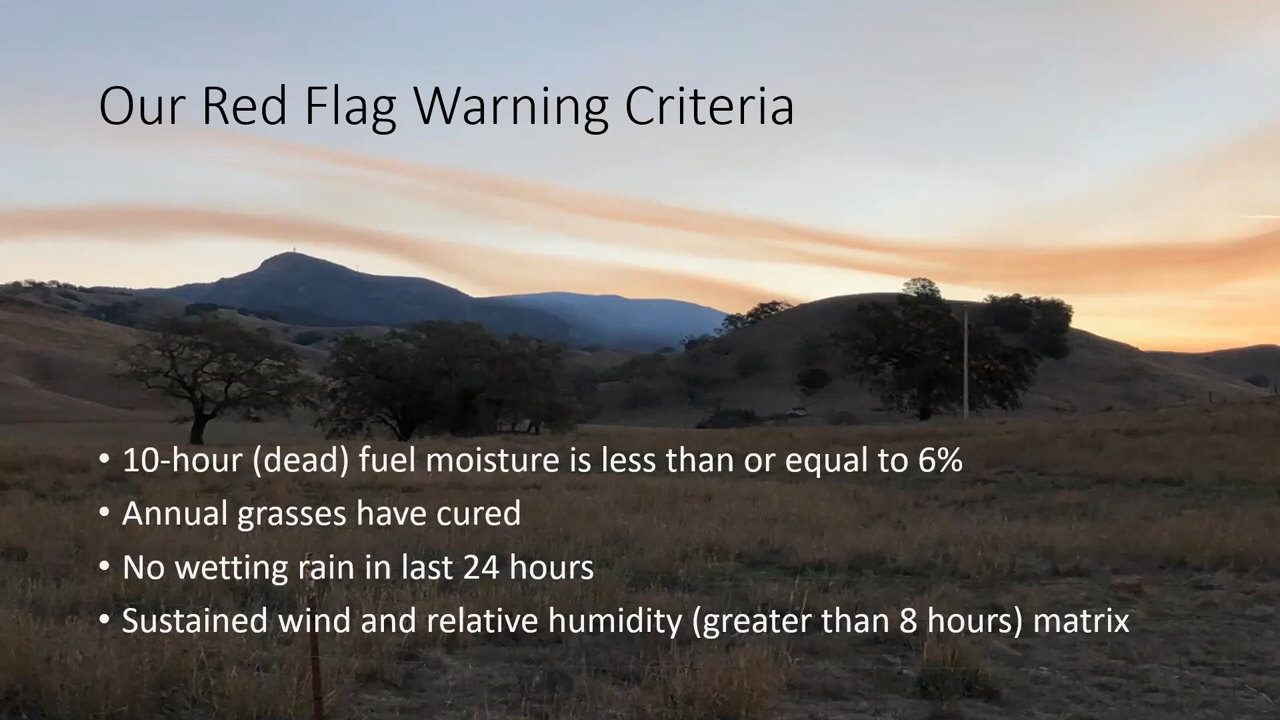 Our Red Flag Warning Criteria
• 10-hour (dead) fuel moisture is less than or equal to 6%
• Annual grasses have cured
• No wetting rain in last 24 hours
• Sustained wind and relative humidity (greater than 8 hours) matrix